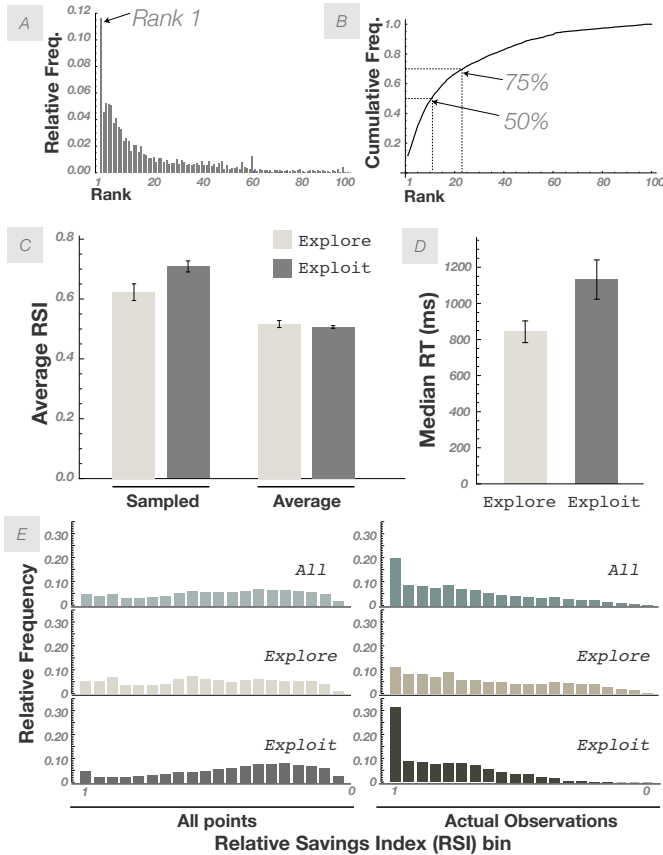 A
Relative Freq.
0.12
0.10
0.08
0.06
0.04
0.02
0.00
Rank 1
1 20 40 60 80 100
Rank
B
Cumulative Freq.
1.0
0.8
0.6
0.4
0.2
75%
50%
1 20 40 60 80 100
Rank
C
Average RSI
0.8
0.6
0.4
0.2
0.0
Explore
Exploit
Sampled Average
D
Median RT (ms)
1200
1000
800
600
400
200
0
Explore Exploit
E
Relative Frequency
0.30
0.20
0.10
0
All
0.30
0.20
0.10
0
All
0.30
0.20
0.10
0
Explore
0.30
0.20
0.10
0
Explore
0.30
0.20
0.10
0
Exploit
1 0
0.30
0.20
0.10
0
Exploit
1 0
All points Actual Observations
Relative Savings Index (RSI) bin